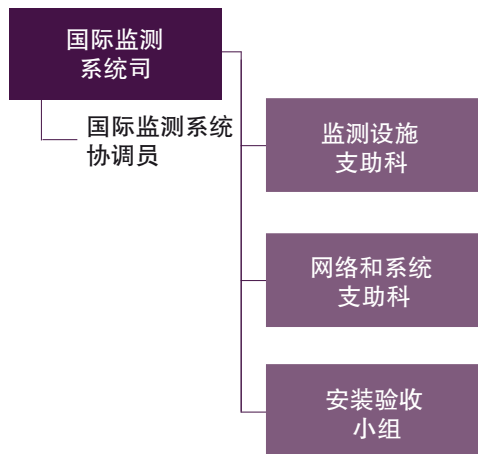 国际监测
系统司
国际监测系统
协调员
监测设施
支助科
网络和系统
支助科
安装验收
小组